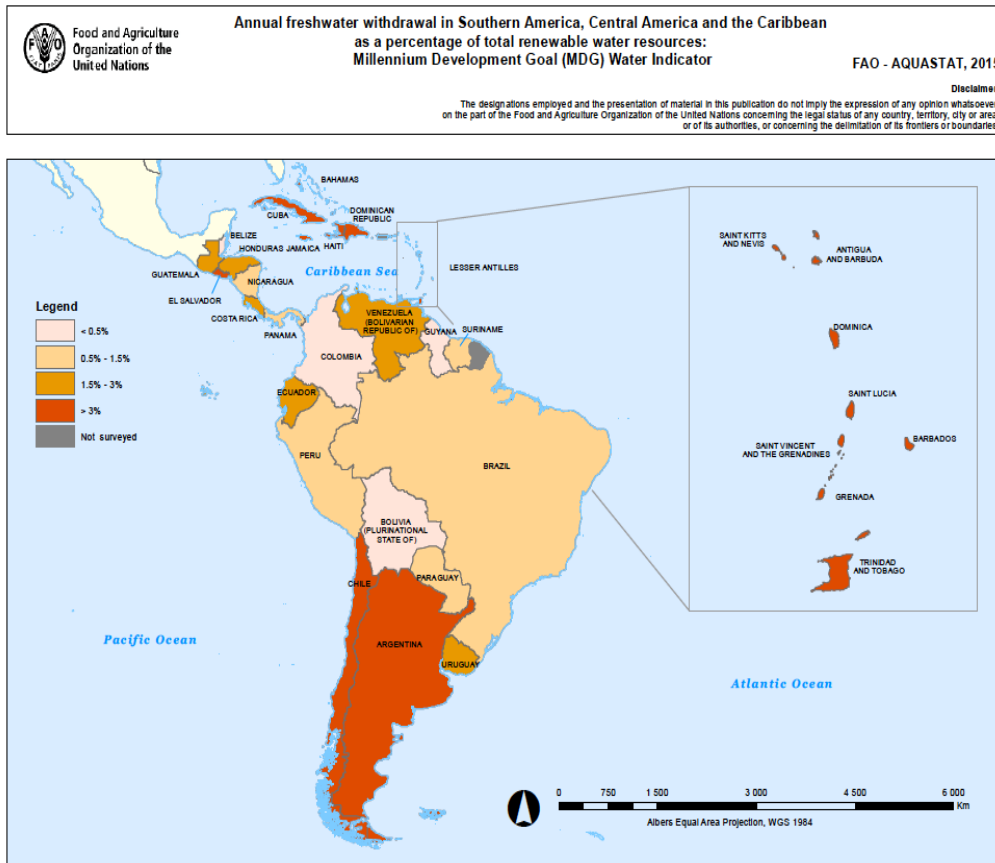 Food and Agriculture
Organization of the
United Nations
F A O
FIAT PANIS
Annual freshwater withdrawal in Southern America, Central America and the Caribbean
as a percentage of total renewable water resources:
Millennium Development Goal (MDG) Water Indicator
FAO - AQUASTAT, 2015
Disclaimer
The designations employed and the presentation of material in this publication do not imply the expression of any opinion whatsoever
on the part of the Food and Agriculture Organization of the United Nations concerning the legal status of any country, territory, city or area
or of its authorities, or concerning the delimitation of its frontiers or boundaries
BAHAMAS
CUBA
DOMINICAN
REPUBLIC
BELIZE
HONDURAS
JAMAICA
HAITI
GUATEMALA
Caribbean Sea
LESSER ANTILLES
NICARAGUA
EL SALVADOR
COSTA RICA
PANAMA
VENEZUELA
(BOLIVARIAN
REPUBLIC OF)
GUYANA
SURINAME
COLOMBIA
ECUADOR
PERU
BRAZIL
BOLIVIA
(PLURINATIONAL
STATE OF)
PARAGUAY
CHILE
ARGENTINA
URUGUAY
Pacific Ocean
Atlantic Ocean
Legend
< 0.5%
0.5% - 1.5%
1.5% - 3%
> 3%
Not surveyed
SAINT KITTS
AND NEVIS
ANTIGUA
AND BARBUDA
DOMINICA
SAINT LUCIA
SAINT VINCENT
AND THE GRENADINES
BARBADOS
GRENADA
TRINIDAD
AND TOBAGO
0 750 1 500 3 000 4 500 6 000
Km
Albers Equal Area Projection, WGS 1984